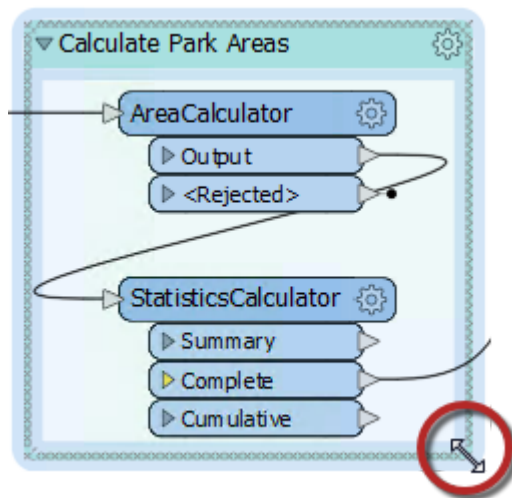 Calculate Park Areas
AreaCalculator
Output
<Rejected>
StatisticsCalculator
Summary
Complete
Cumulative